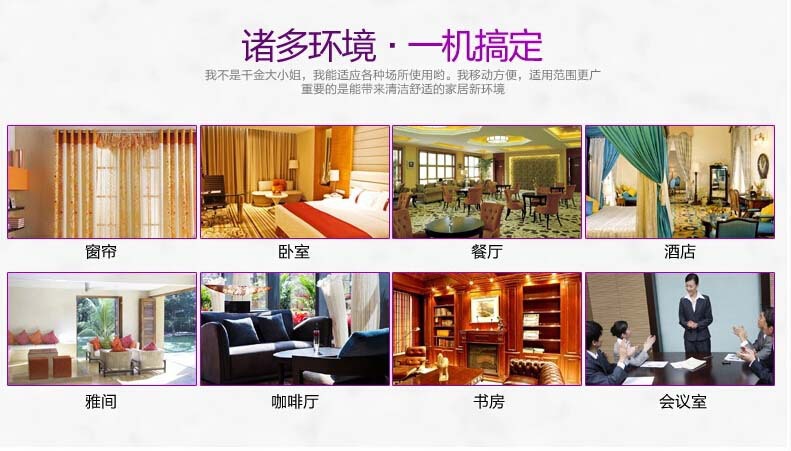 诸多环境·一机搞定
我不是千金大小姐，我能适应各种场所使用哟。我移动方便，适用范围更广
重要的是能带来清洁舒适的家居新环境
窗帘 卧室 餐厅 酒店
雅间 咖啡厅 书房 会议室